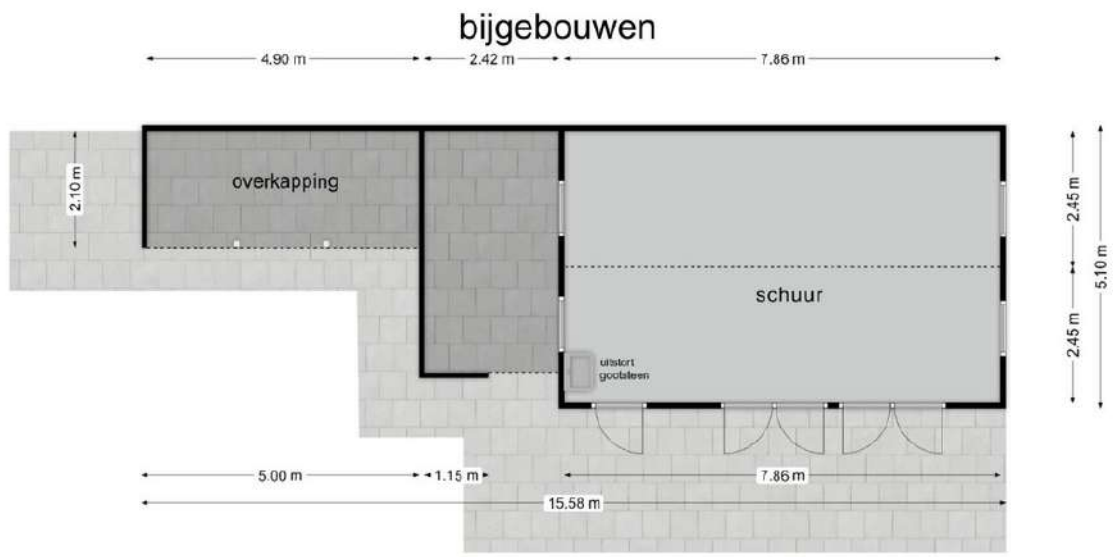 bijgebouwen
4.90 m
2.42 m
7.86 m
2.10 m
overkapping
2.45 m
5.10 m
schuur
2.45 m
uitstort
gootsteen
5.00 m
1.15 m
7.86 m
15.58 m